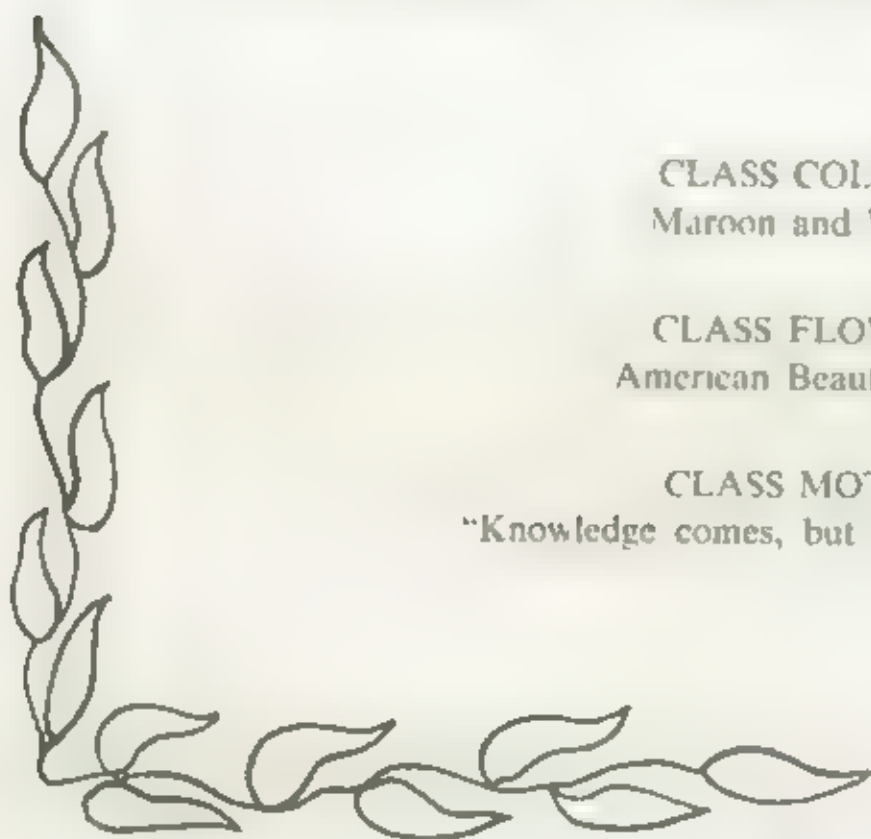 CLASS COL
Maroon and
CLASS FLO
American Beau
CLASS MOT
"Knowledge comes, but